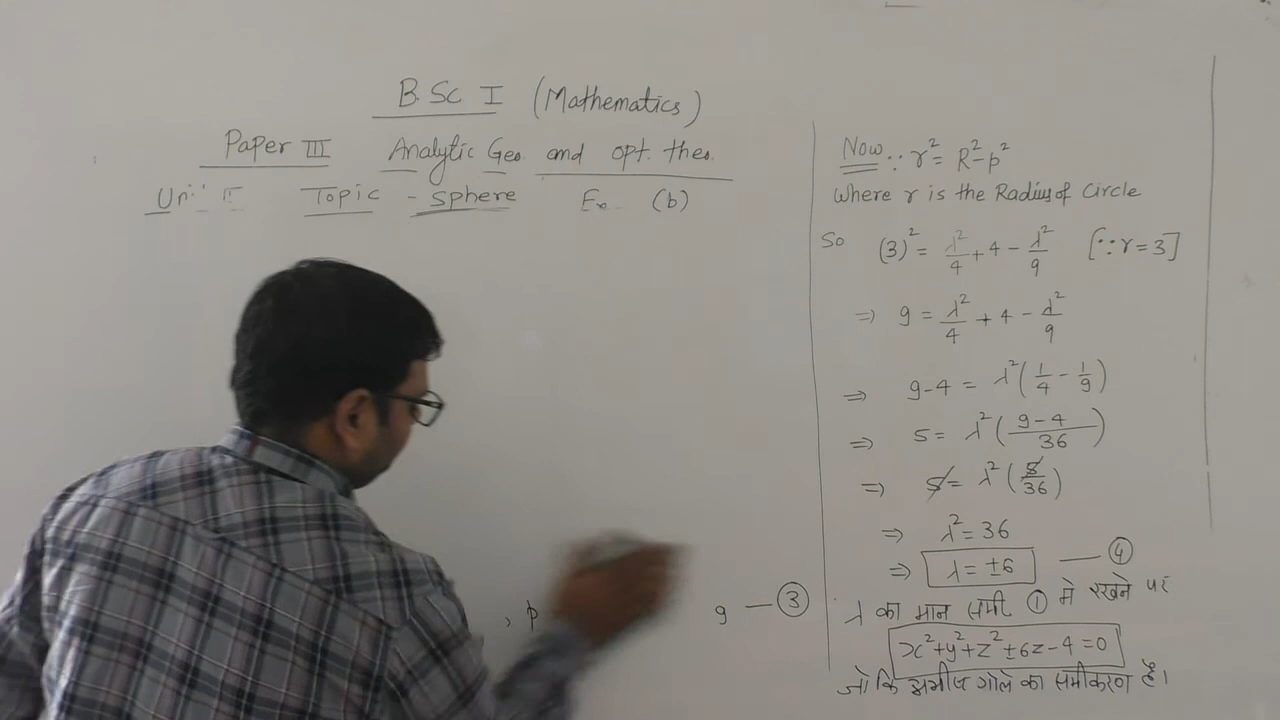 B.Sc I (Mathematics)
Paper III Analytic Geo. and opt. theo.
Topic - Sphere Ex (b)
, p
9 — ③
Now ∵ r² = R² - p²
Where r is the Radius of Circle
So (3)² = λ²/4 + 4 - λ²/9 [∵ r = 3]
⇒ 9 = λ²/4 + 4 - λ²/9
⇒ 9-4 = λ²(1/4 - 1/9)
⇒ 5 = λ²(9-4/36)
⇒ 5 = λ²(5/36)
⇒ λ² = 36
⇒ λ = ±6 — ④
λ का मान समी ① मे रखने पर
x²+y²+z²±6z-4=0
जो कि अभीष्ट गोले का समीकरण है।